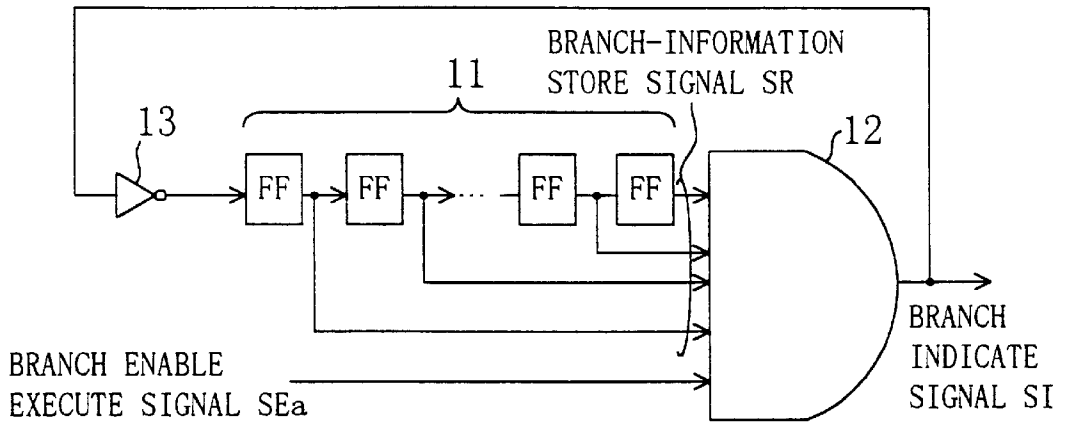 BRANCH-INFORMATION
STORE SIGNAL SR
11
13
12
FF
FF
...
FF
FF
BRANCH ENABLE
EXECUTE SIGNAL SEa
BRANCH
INDICATE
SIGNAL SI